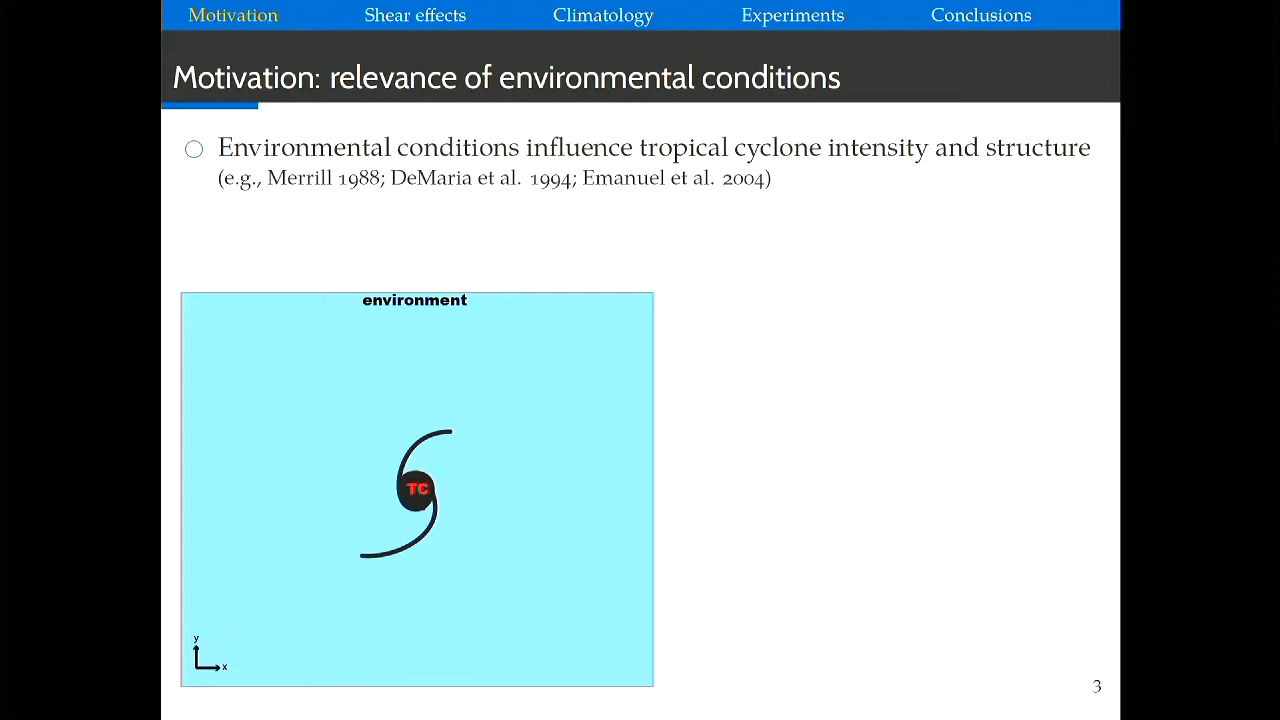 Motivation Shear effects Climatology Experiments Conclusions
Motivation: relevance of environmental conditions
Environmental conditions influence tropical cyclone intensity and structure
(e.g., Merrill 1988; DeMaria et al. 1994; Emanuel et al. 2004)
environment
TC
y
x
3